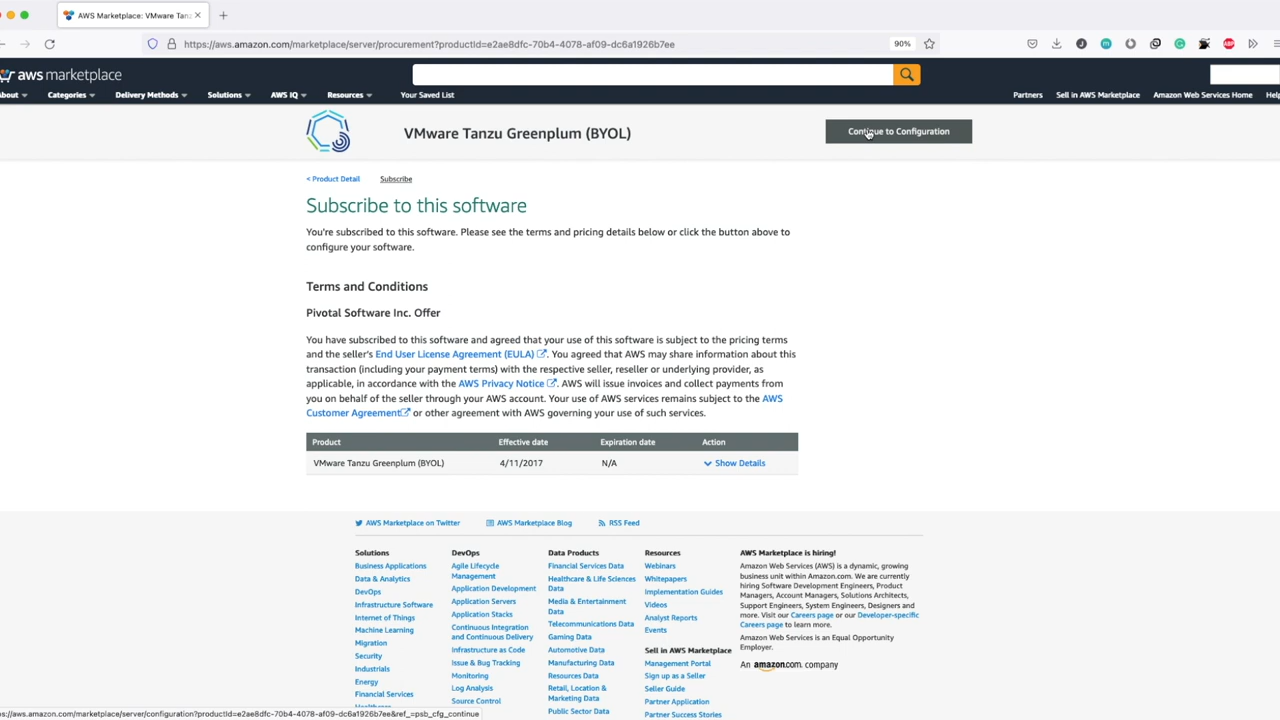 AWS Marketplace: VMware Tanz
https://aws.amazon.com/marketplace/server/procurement?productId=e2ae8dfc-70b4-4078-af09-dc6a1926b7ee
90%
aws marketplace
About
Categories
Delivery Methods
Solutions
AWS IQ
Resources
Your Saved List
Partners
Sell in AWS Marketplace
Amazon Web Services Home
Help
VMware Tanzu Greenplum (BYOL)
Continue to Configuration
< Product Detail
Subscribe
Subscribe to this software
You're subscribed to this software. Please see the terms and pricing details below or click the button above to
configure your software.
Terms and Conditions
Pivotal Software Inc. Offer
You have subscribed to this software and agreed that your use of this software is subject to the pricing terms
and the seller's End User License Agreement (EULA). You agreed that AWS may share information about this
transaction (including your payment terms) with the respective seller, reseller or underlying provider, as
applicable, in accordance with the AWS Privacy Notice. AWS will issue invoices and collect payments from
you on behalf of the seller through your AWS account. Your use of AWS services remains subject to the AWS
Customer Agreement or other agreement with AWS governing your use of such services.
Product Effective date Expiration date Action
VMware Tanzu Greenplum (BYOL) 4/11/2017 N/A Show Details
AWS Marketplace on Twitter
AWS Marketplace Blog
RSS Feed
Solutions
Business Applications
Data & Analytics
DevOps
Infrastructure Software
Internet of Things
Machine Learning
Migration
Security
Industrials
Energy
Financial Services
DevOps
Agile Lifecycle
Management
Application Development
Application Servers
Application Stacks
Continuous Integration
and Continuous Delivery
Infrastructure as Code
Issue & Bug Tracking
Monitoring
Log Analysis
Source Control
Data Products
Financial Services Data
Healthcare & Life Sciences
Data
Media & Entertainment
Data
Telecommunications Data
Gaming Data
Automotive Data
Manufacturing Data
Resources Data
Retail, Location &
Marketing Data
Public Sector Data
Resources
Webinars
Whitepapers
Implementation Guides
Videos
Analyst Reports
Events
Sell in AWS Marketplace
Management Portal
Sign up as a Seller
Seller Guide
Partner Application
Partner Success Stories
AWS Marketplace is hiring!
Amazon Web Services (AWS) is a dynamic, growing
business unit within Amazon.com. We are currently
hiring Software Development Engineers, Product
Managers, Account Managers, Solutions Architects,
Support Engineers, System Engineers, Designers and
more. Visit our Careers page or our Developer-specific
Careers page to learn more.
Amazon Web Services is an Equal Opportunity
Employer.
An amazon.com company
ps://aws.amazon.com/marketplace/server/configuration?productId=e2ae8dfc-70b4-4078-af09-dc6a1926b7ee&ref_=psb_cfg_continue